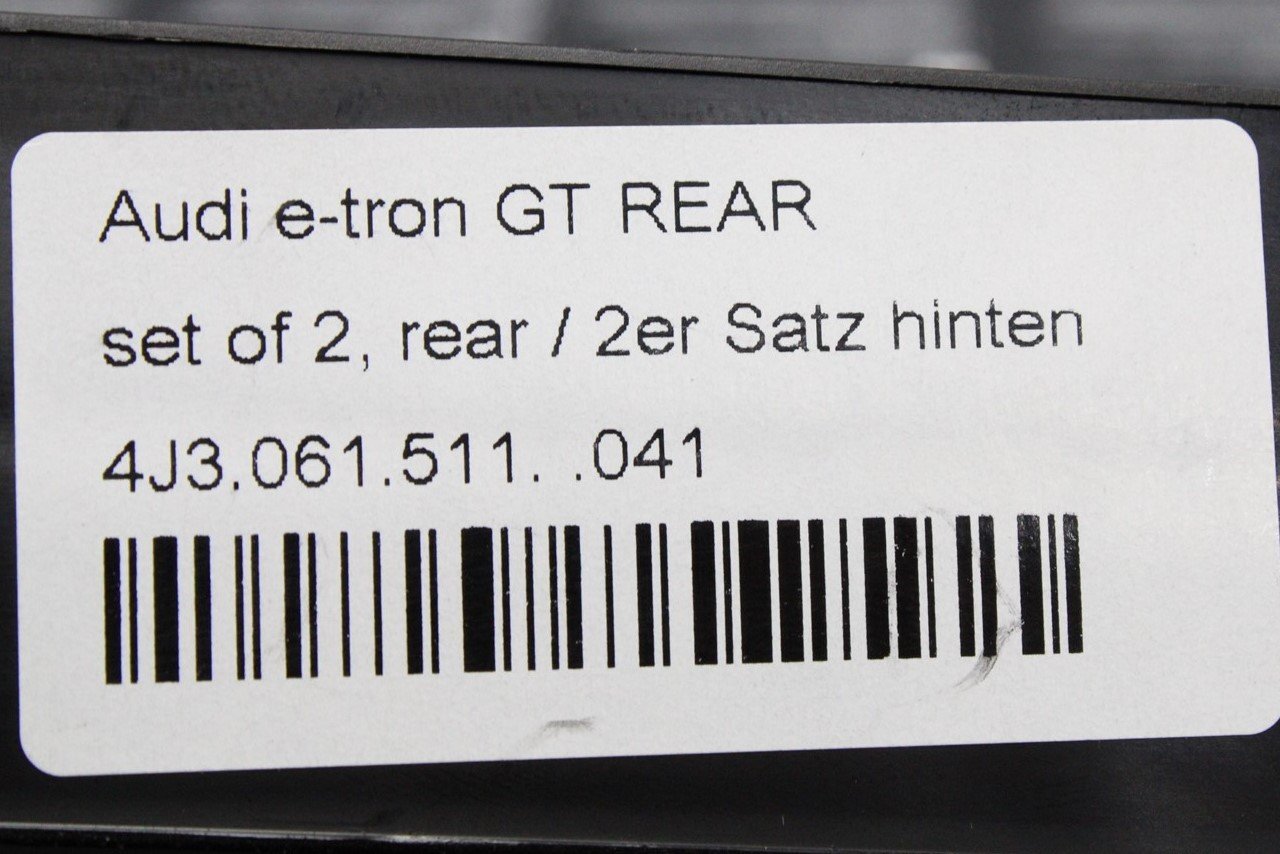 Audi e-tron GT REAR
set of 2, rear / 2er Satz hinten
4J3.061.511. .041